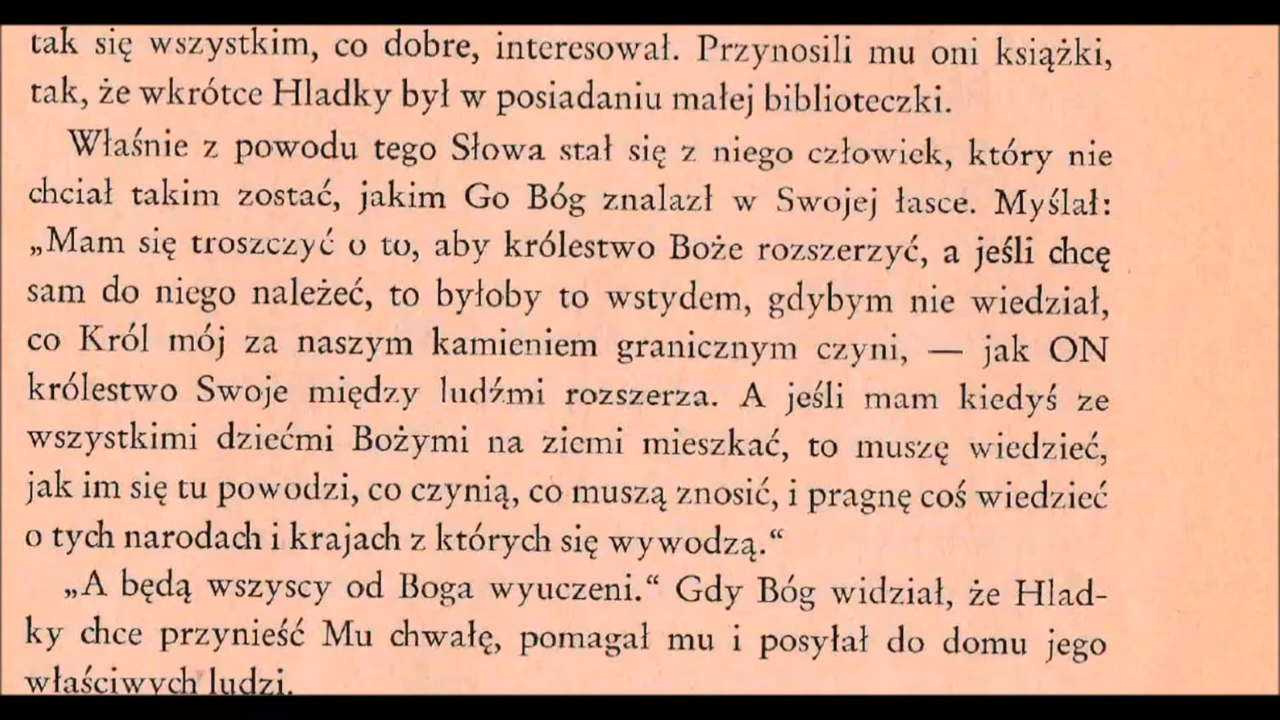 tak się wszystkim, co dobre, interesował. Przynosili mu oni książki,
tak, że wkrótce Hladky był w posiadaniu małej biblioteczki.
Właśnie z powodu tego Słowa stał się z niego człowiek, który nie
chciał takim zostać, jakim Go Bóg znalazł w Swojej łasce. Myślał:
„Mam się troszczyć o to, aby królestwo Boże rozszerzyć, a jeśli chcę
sam do niego należeć, to byłoby to wstydem, gdybym nie wiedział,
co Król mój za naszym kamieniem granicznym czyni, — jak ON
królestwo Swoje między ludźmi rozszerza. A jeśli mam kiedyś ze
wszystkimi dziećmi Bożymi na ziemi mieszkać, to muszę wiedzieć,
jak im się tu powodzi, co czynią, co muszą znosić, i pragnę coś wiedzieć
o tych narodach i krajach z których się wywodzą.“
„A będą wszyscy od Boga wyuczeni.“ Gdy Bóg widział, że Hlad-
ky chce przynieść Mu chwałę, pomagał mu i posyłał do domu jego
właściwych ludzi.